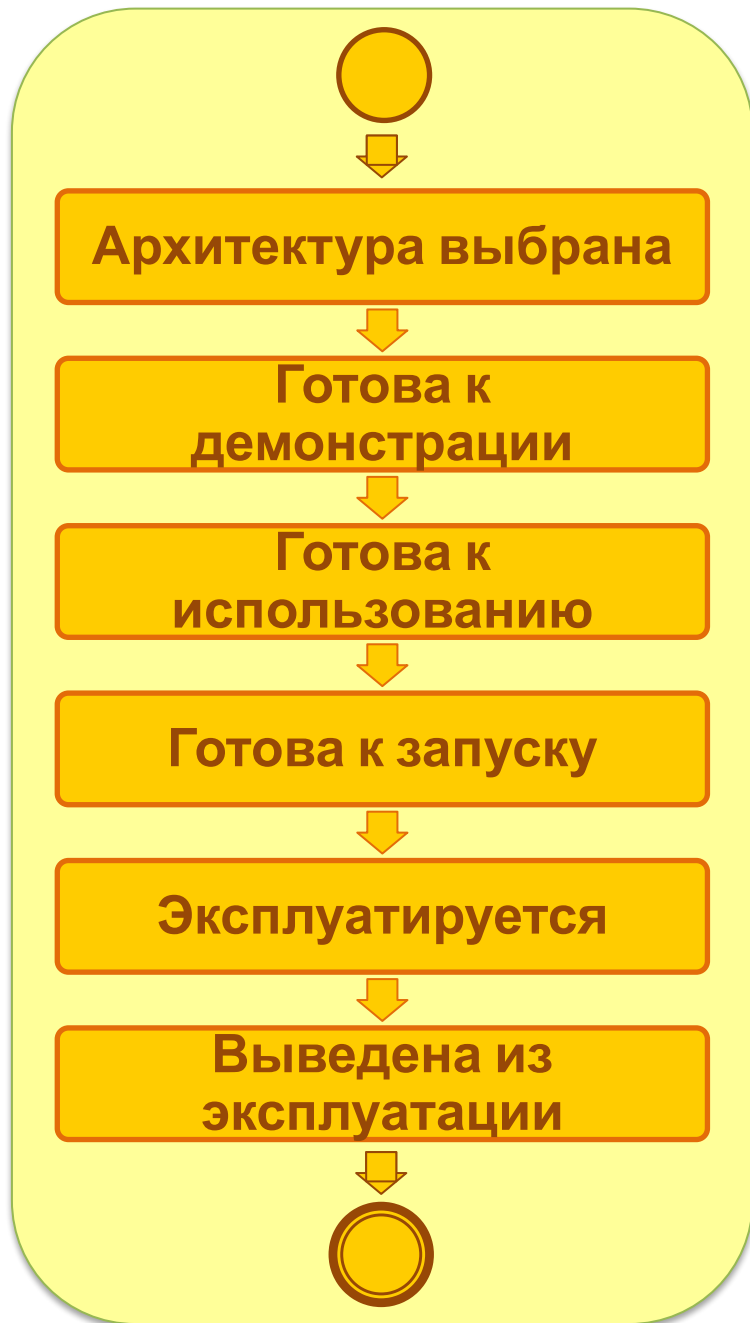 Архитектура выбрана
Готова к
демонстрации
Готова к
использованию
Готова к запуску
Эксплуатируется
Выведена из
эксплуатации